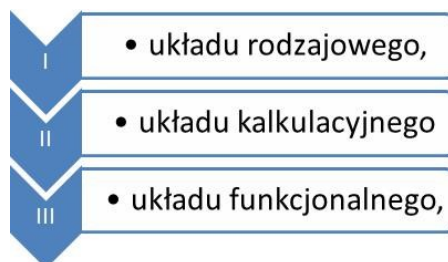 I
• układu rodzajowego,
II
• układu kalkulacyjnego
III
• układu funkcjonalnego,